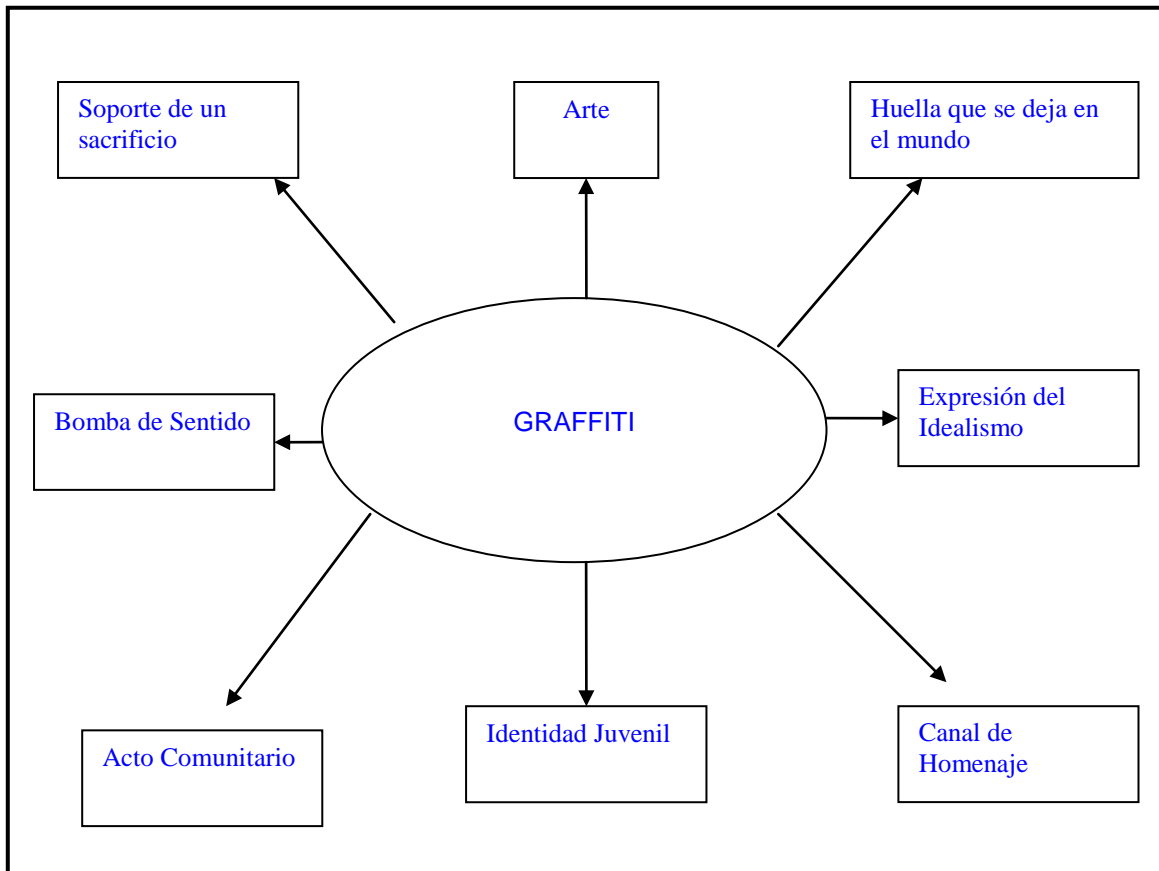 Soporte de un
sacrificio
Arte
Huella que se deja en
el mundo
Bomba de Sentido
GRAFFITI
Expresión del
Idealismo
Acto Comunitario
Identidad Juvenil
Canal de
Homenaje